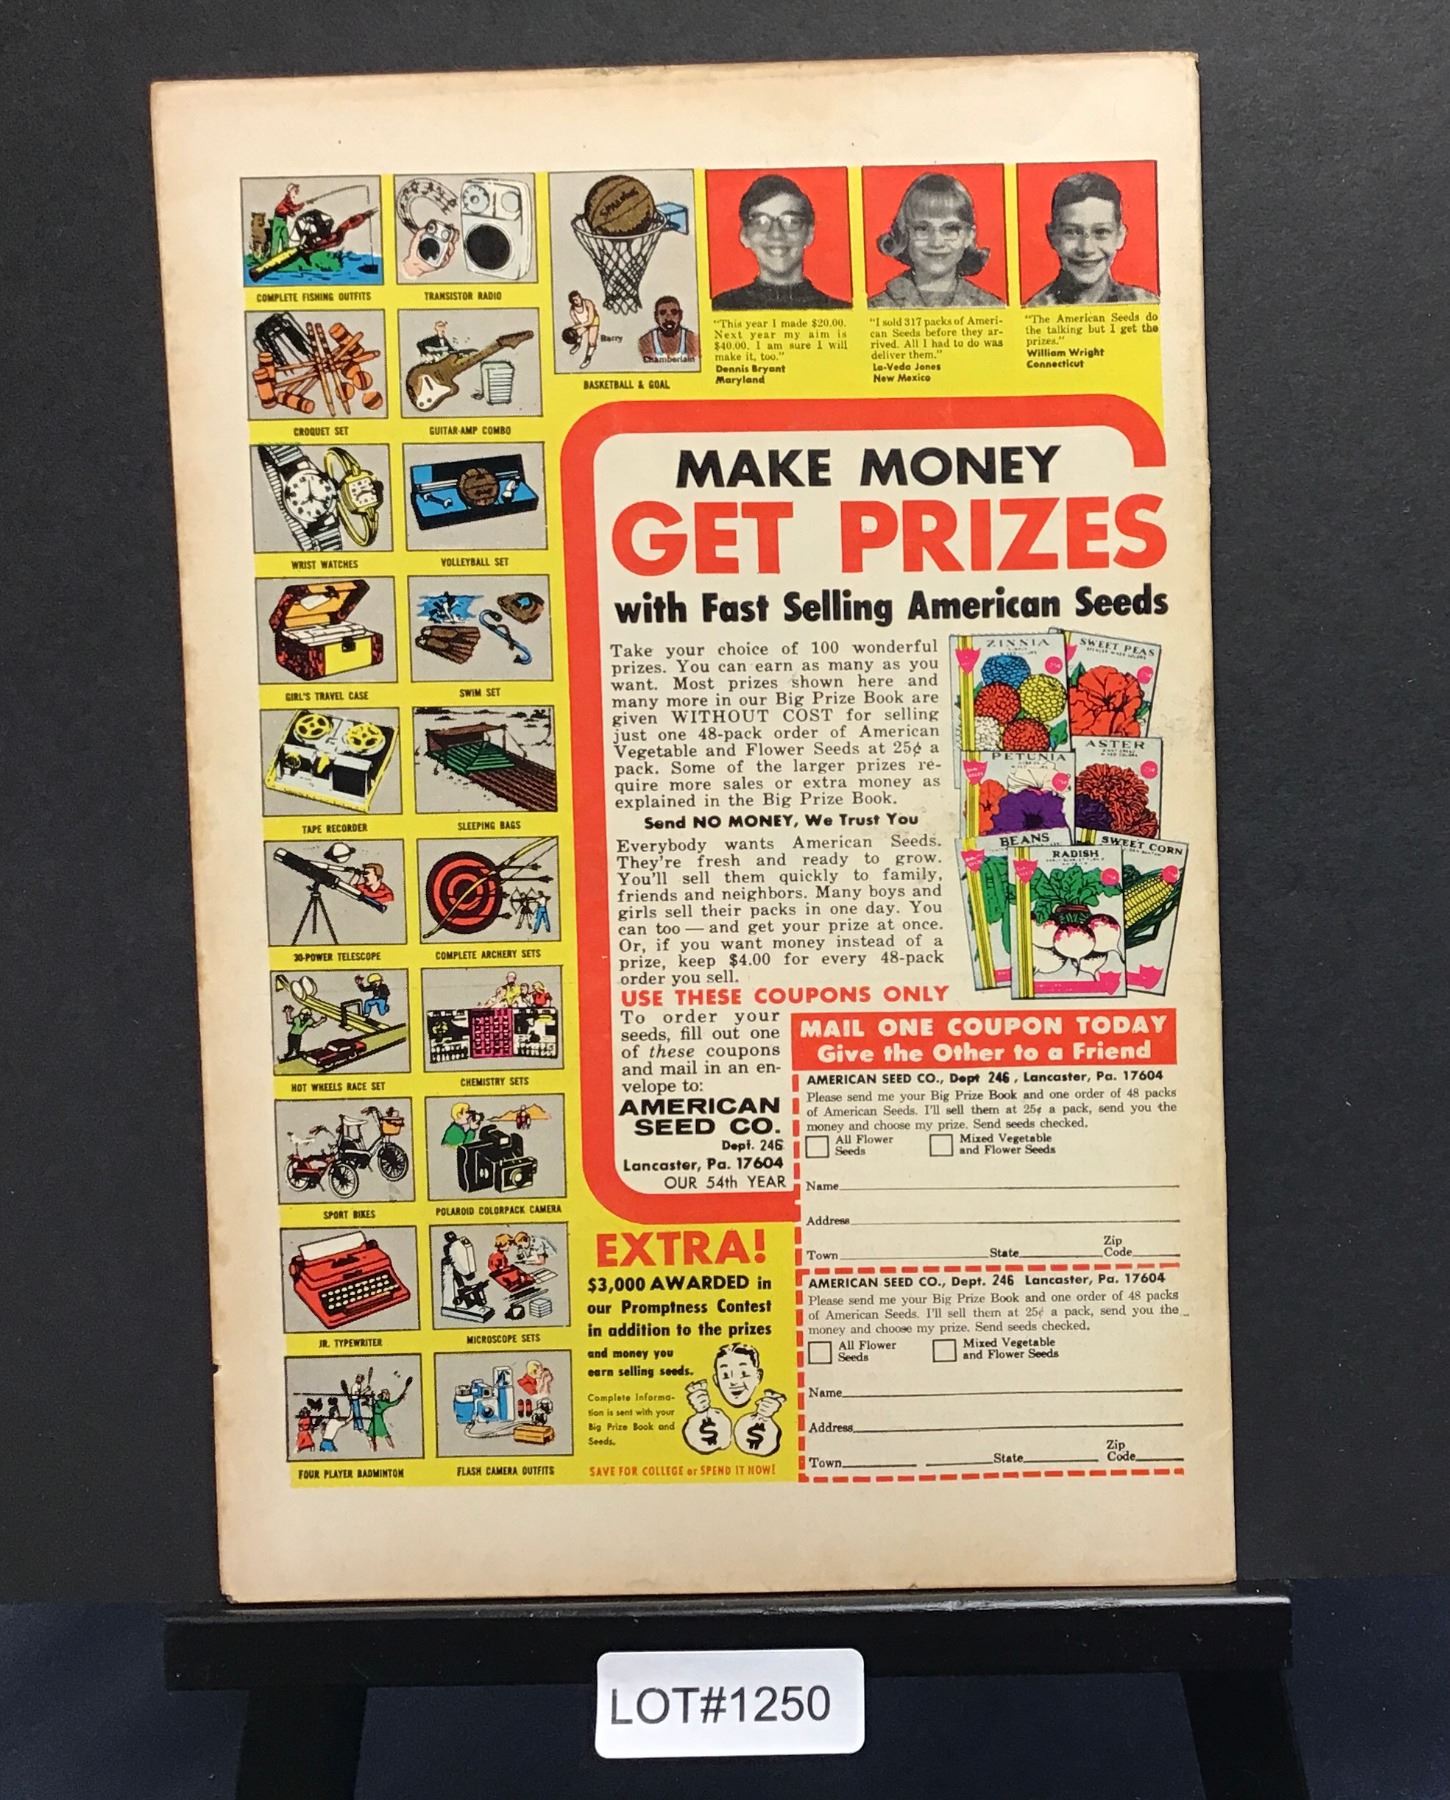 COMPLETE FISHING OUTFITS
TRANSISTOR RADIO
SPALDING
Barry
Chamberlain
BASKETBALL & GOAL
CROQUET SET
GUITAR-AMP COMBO
WRIST WATCHES
VOLLEYBALL SET
GIRL'S TRAVEL CASE
SWIM SET
TAPE RECORDER
SLEEPING BAGS
30-POWER TELESCOPE
COMPLETE ARCHERY SETS
HOT WHEELS RACE SET
CHEMISTRY SETS
SPORT BIKES
POLAROID COLORPACK CAMERA
JR. TYPEWRITER
MICROSCOPE SETS
FOUR PLAYER BADMINTON
FLASH CAMERA OUTFITS
"This year I made $20.00.
Next year my aim is
$40.00. I am sure I will
make it, too."
Dennis Bryant
Maryland
"I sold 317 packs of Ameri-
can Seeds before they ar-
rived. All I had to do was
deliver them."
La-Veda Jones
New Mexico
"The American Seeds do
the talking but I get the
prizes."
William Wright
Connecticut
MAKE MONEY
GET PRIZES
with Fast Selling American Seeds
Take your choice of 100 wonderful
prizes. You can earn as many as you
want. Most prizes shown here and
many more in our Big Prize Book are
given WITHOUT COST for selling
just one 48-pack order of American
Vegetable and Flower Seeds at 25¢ a
pack. Some of the larger prizes re-
quire more sales or extra money as
explained in the Big Prize Book.
Send NO MONEY, We Trust You
Everybody wants American Seeds.
They're fresh and ready to grow.
You'll sell them quickly to family,
friends and neighbors. Many boys and
girls sell their packs in one day. You
can too — and get your prize at once.
Or, if you want money instead of a
prize, keep $4.00 for every 48-pack
order you sell.
ZINNIA
SWEET PEAS
PETUNIA
ASTER
BEANS
RADISH
SWEET CORN
USE THESE COUPONS ONLY
To order your
seeds, fill out one
of these coupons
and mail in an en-
velope to:
AMERICAN
SEED CO.
Dept. 246
Lancaster, Pa. 17604
OUR 54th YEAR
MAIL ONE COUPON TODAY
Give the Other to a Friend
AMERICAN SEED CO., Dept 246, Lancaster, Pa. 17604
Please send me your Big Prize Book and one order of 48 packs
of American Seeds. I'll sell them at 25¢ a pack, send you the
money and choose my prize. Send seeds checked.
All Flower
Seeds
Mixed Vegetable
and Flower Seeds
Name
Address
Town State Zip
Code
AMERICAN SEED CO., Dept. 246 Lancaster, Pa. 17604
Please send me your Big Prize Book and one order of 48 packs
of American Seeds. I'll sell them at 25¢ a pack, send you the
money and choose my prize. Send seeds checked.
All Flower
Seeds
Mixed Vegetable
and Flower Seeds
Name
Address
Town State Zip
Code
EXTRA!
$3,000 AWARDED in
our Promptness Contest
in addition to the prizes
and money you
earn selling seeds.
Complete Informa-
tion is sent with your
Big Prize Book and
Seeds.
$ $
SAVE FOR COLLEGE or SPEND IT NOW!
LOT#1250